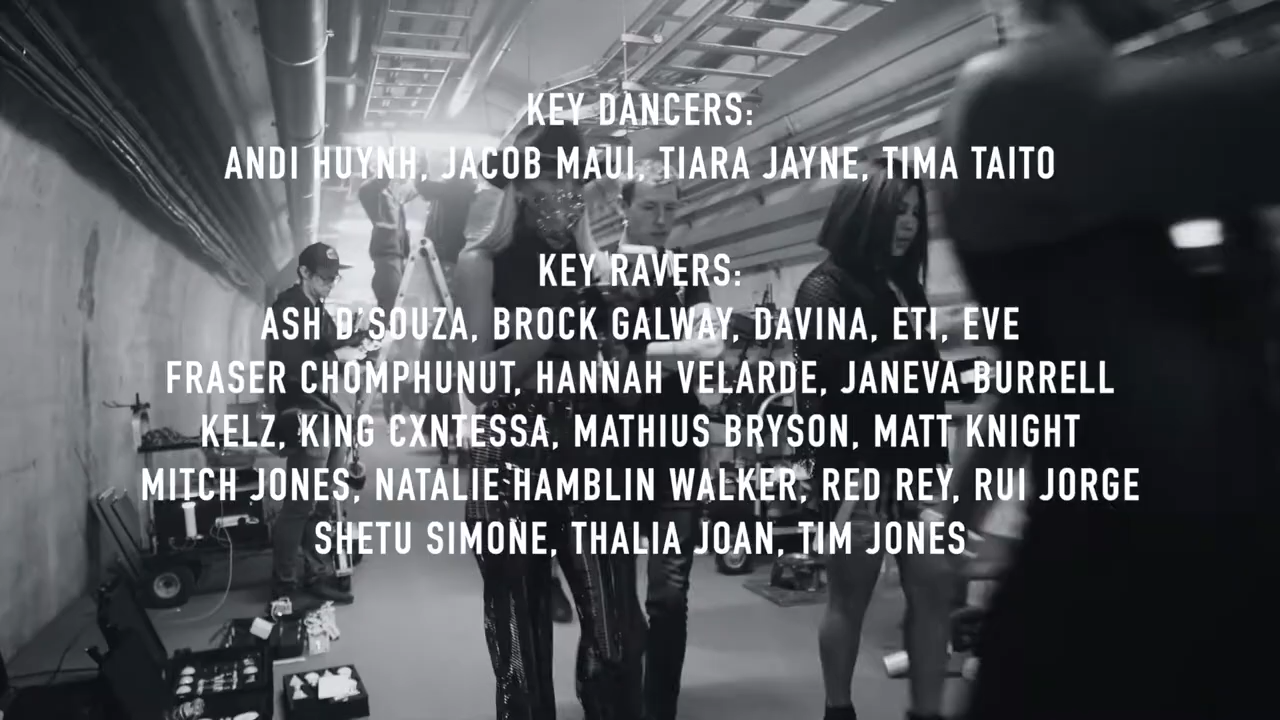 KEY DANCERS:
ANDI HUYNH, JACOB MAUI, TIARA JAYNE, TIMA TAITO
KEY RAVERS:
ASH D'SOUZA, BROCK GALWAY, DAVINA, ETI, EVE
FRASER CHOMPHUNUT, HANNAH VELARDE, JANEVA BURRELL
KELZ, KING CXNTESSA, MATHIUS BRYSON, MATT KNIGHT
MITCH JONES, NATALIE HAMBLIN WALKER, RED REY, RUI JORGE
SHETU SIMONE, THALIA JOAN, TIM JONES